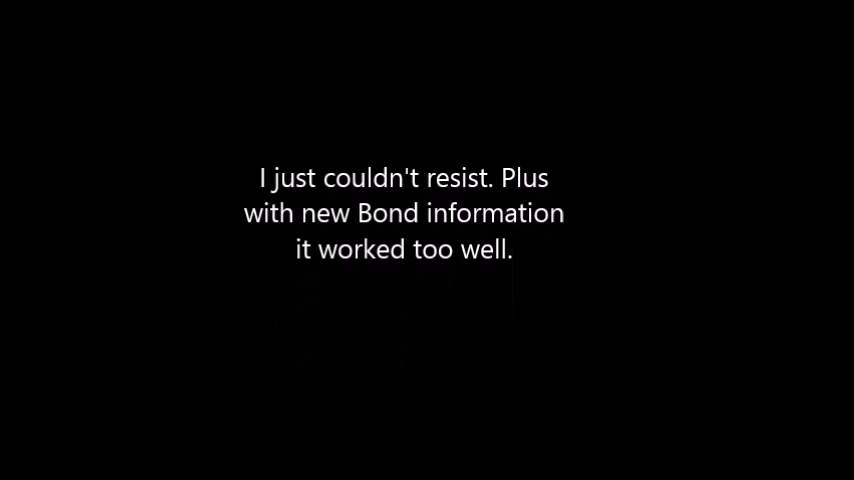 I just couldn't resist. Plus
with new Bond information
it worked too well.